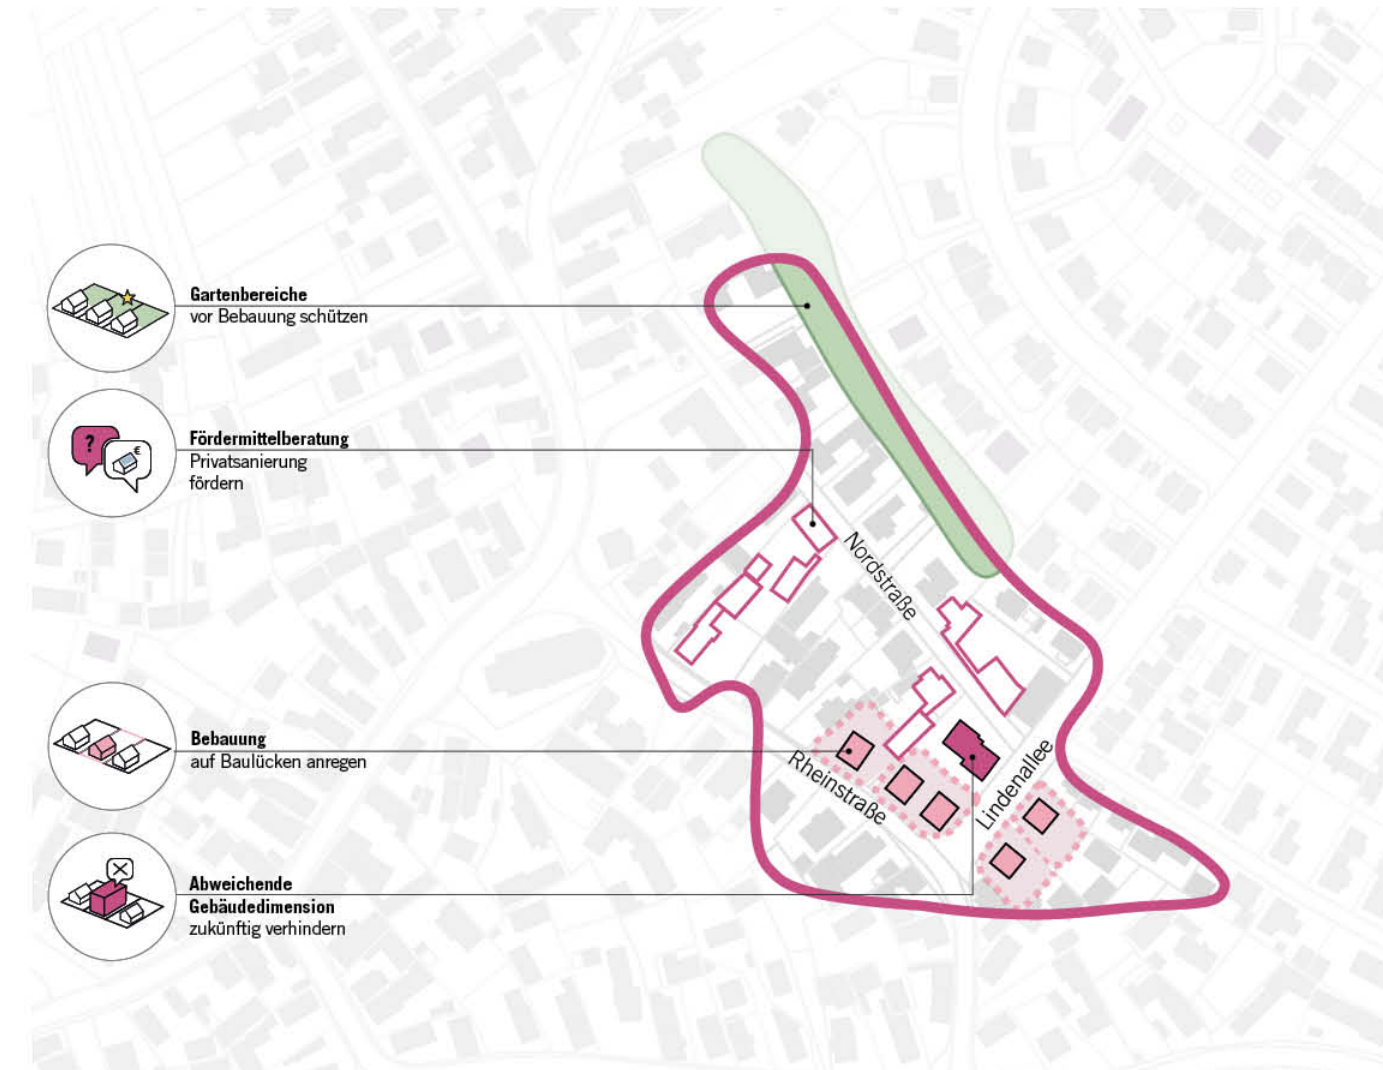 Gartenbereiche
vor Bebauung schützen
?
€
Fördermittelberatung
Privatsanierung
fördern
Nordstraße
Bebauung
auf Baulücken anregen
Rheinstraße
Lindenallee
Abweichende
Gebäudedimension
zukünftig verhindern